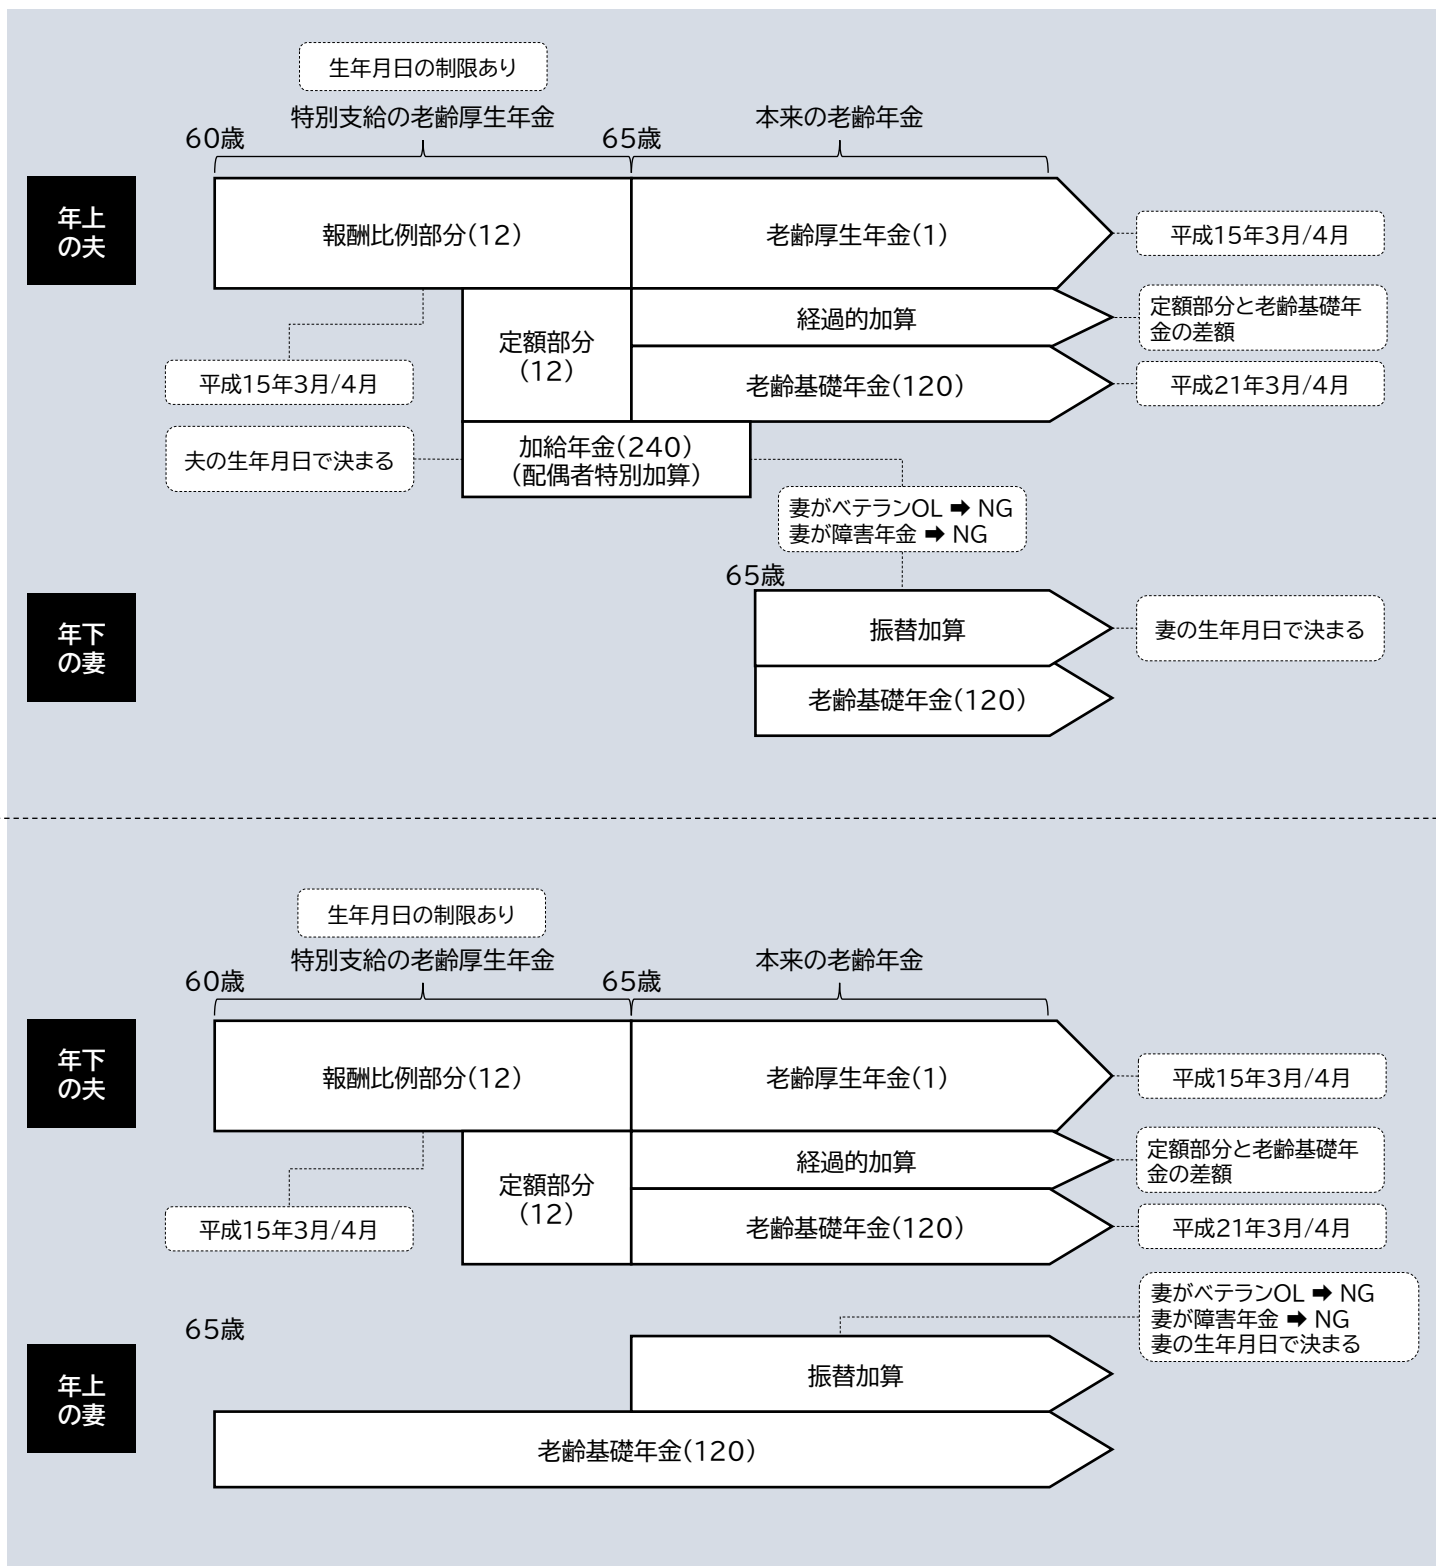 生年月日の制限あり
特別支給の老齢厚生年金
本来の老齢年金
60歳
65歳
年上
の夫
報酬比例部分(12)
老齢厚生年金(1)
平成15年3月/4月
定額部分
(12)
経過的加算
定額部分と老齢基礎年
金の差額
平成15年3月/4月
老齢基礎年金(120)
平成21年3月/4月
夫の生年月日で決まる
加給年金(240)
(配偶者特別加算)
妻がベテランOL ➡ NG
妻が障害年金 ➡ NG
65歳
年下
の妻
振替加算
妻の生年月日で決まる
老齢基礎年金(120)
生年月日の制限あり
特別支給の老齢厚生年金
本来の老齢年金
60歳
65歳
年下
の夫
報酬比例部分(12)
老齢厚生年金(1)
平成15年3月/4月
定額部分
(12)
経過的加算
定額部分と老齢基礎年
金の差額
平成15年3月/4月
老齢基礎年金(120)
平成21年3月/4月
妻がベテランOL ➡ NG
妻が障害年金 ➡ NG
妻の生年月日で決まる
65歳
年上
の妻
振替加算
老齢基礎年金(120)